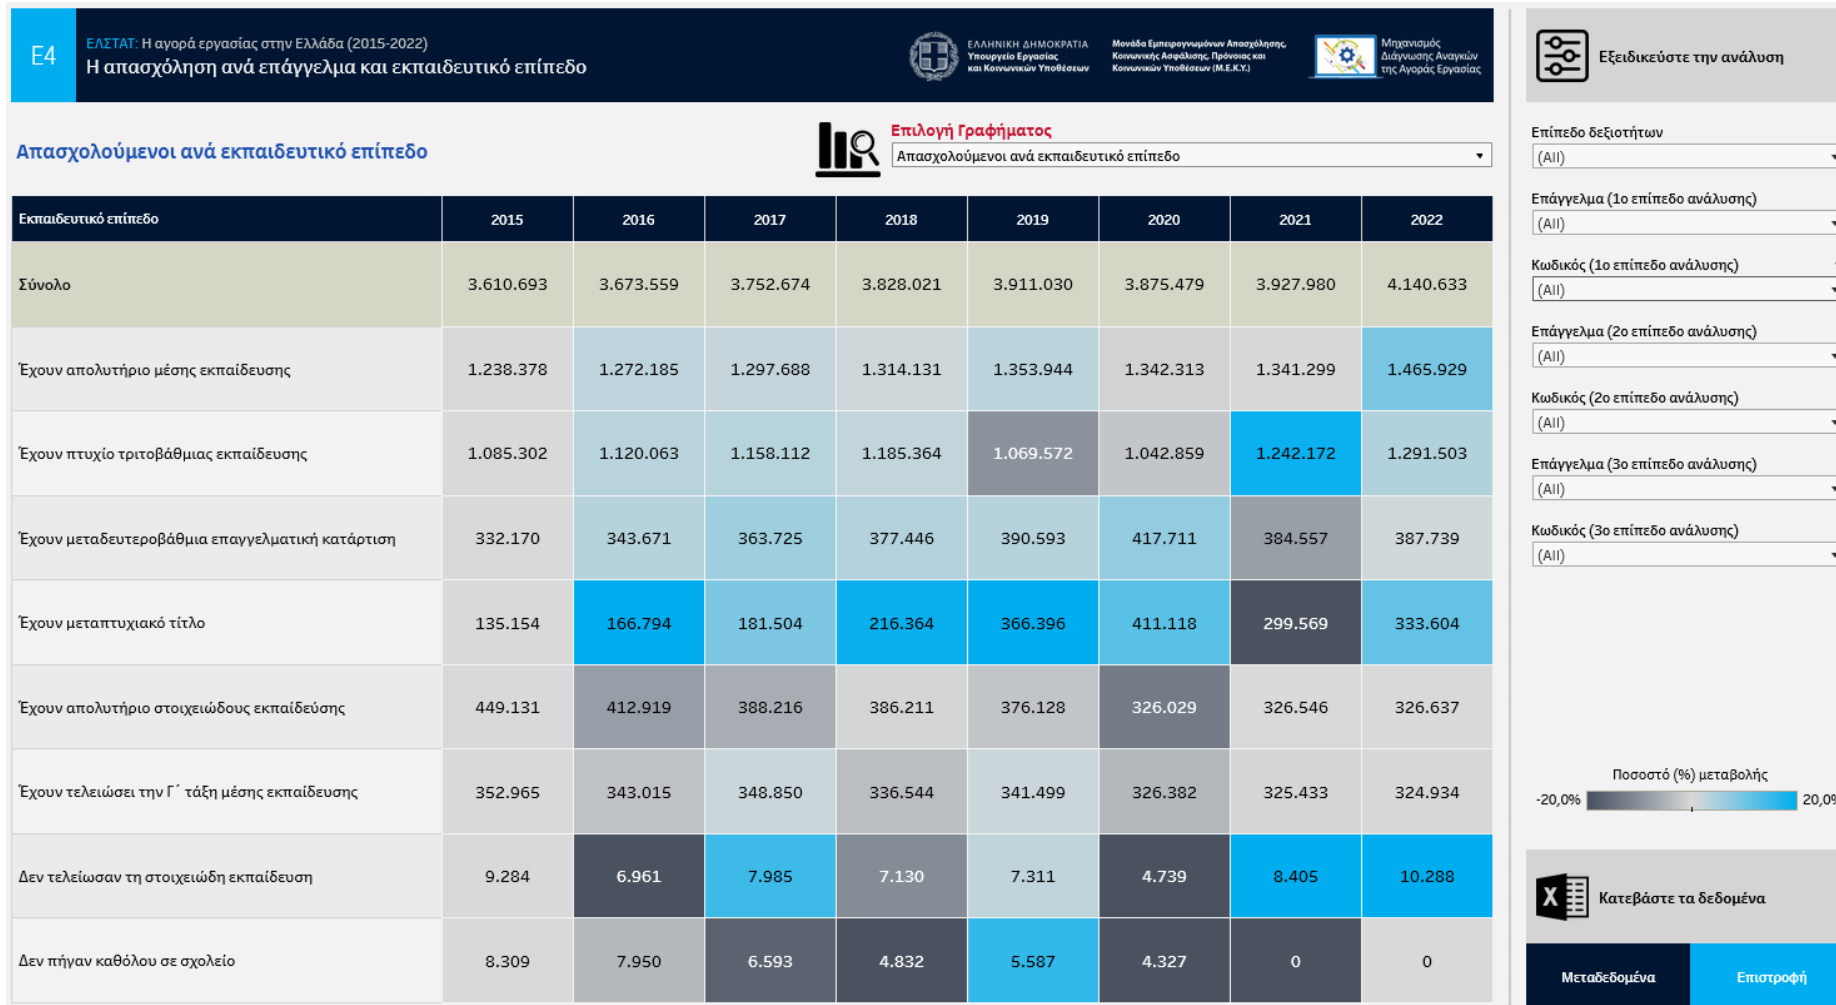 E4
ΕΛΣΤΑΤ: Η αγορά εργασίας στην Ελλάδα (2015-2022)
Η απασχόληση ανά επάγγελμα και εκπαιδευτικό επίπεδο
ΕΛΛΗΝΙΚΗ ΔΗΜΟΚΡΑΤΙΑ
Υπουργείο Εργασίας
και Κοινωνικών Υποθέσεων
Μονάδα Εμπειρογνωμόνων Απασχόλησης,
Κοινωνικής Ασφάλισης, Πρόνοιας και
Κοινωνικών Υποθέσεων (Μ.Ε.Κ.Υ.)
Μηχανισμός
Διάγνωσης Αναγκών
της Αγοράς Εργασίας
Εξειδικεύστε την ανάλυση
Απασχολούμενοι ανά εκπαιδευτικό επίπεδο
Επιλογή Γραφήματος
Απασχολούμενοι ανά εκπαιδευτικό επίπεδο
Εκπαιδευτικό επίπεδο 2015 2016 2017 2018 2019 2020 2021 2022
Σύνολο 3.610.693 3.673.559 3.752.674 3.828.021 3.911.030 3.875.479 3.927.980 4.140.633
Έχουν απολυτήριο μέσης εκπαίδευσης 1.238.378 1.272.185 1.297.688 1.314.131 1.353.944 1.342.313 1.341.299 1.465.929
Έχουν πτυχίο τριτοβάθμιας εκπαίδευσης 1.085.302 1.120.063 1.158.112 1.185.364 1.069.572 1.042.859 1.242.172 1.291.503
Έχουν μεταδευτεροβάθμια επαγγελματική κατάρτιση 332.170 343.671 363.725 377.446 390.593 417.711 384.557 387.739
Έχουν μεταπτυχιακό τίτλο 135.154 166.794 181.504 216.364 366.396 411.118 299.569 333.604
Έχουν απολυτήριο στοιχειώδους εκπαίδεύσης 449.131 412.919 388.216 386.211 376.128 326.029 326.546 326.637
Έχουν τελειώσει την Γ΄ τάξη μέσης εκπαίδευσης 352.965 343.015 348.850 336.544 341.499 326.382 325.433 324.934
Δεν τελείωσαν τη στοιχειώδη εκπαίδευση 9.284 6.961 7.985 7.130 7.311 4.739 8.405 10.288
Δεν πήγαν καθόλου σε σχολείο 8.309 7.950 6.593 4.832 5.587 4.327 0 0
Επίπεδο δεξιοτήτων
(All)
Επάγγελμα (1ο επίπεδο ανάλυσης)
(All)
Κωδικός (1ο επίπεδο ανάλυσης)
(All)
Επάγγελμα (2ο επίπεδο ανάλυσης)
(All)
Κωδικός (2ο επίπεδο ανάλυσης)
(All)
Επάγγελμα (3ο επίπεδο ανάλυσης)
(All)
Κωδικός (3ο επίπεδο ανάλυσης)
(All)
Ποσοστό (%) μεταβολής
-20,0% 20,0%
Κατεβάστε τα δεδομένα
Μεταδεδομένα Επιστροφή